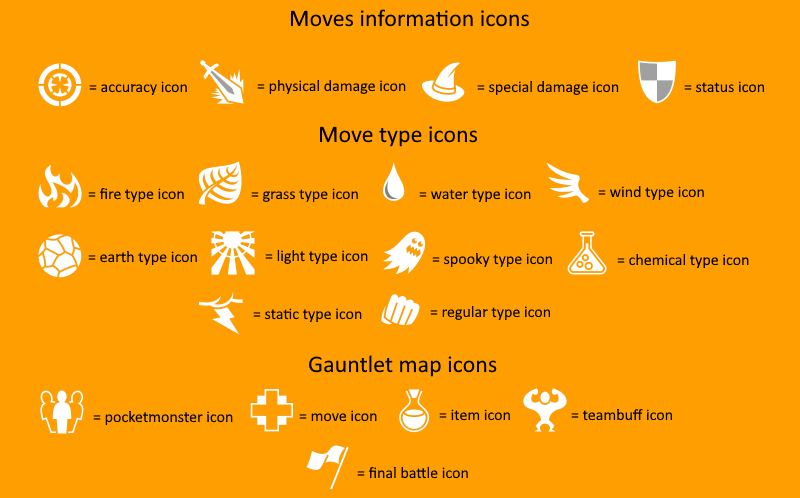 Moves information icons
= accuracy icon = physical damage icon = special damage icon = status icon
Move type icons
= fire type icon = grass type icon = water type icon = wind type icon
= earth type icon = light type icon = spooky type icon = chemical type icon
= static type icon = regular type icon
Gauntlet map icons
= pocketmonster icon = move icon = item icon = teambuff icon
= final battle icon